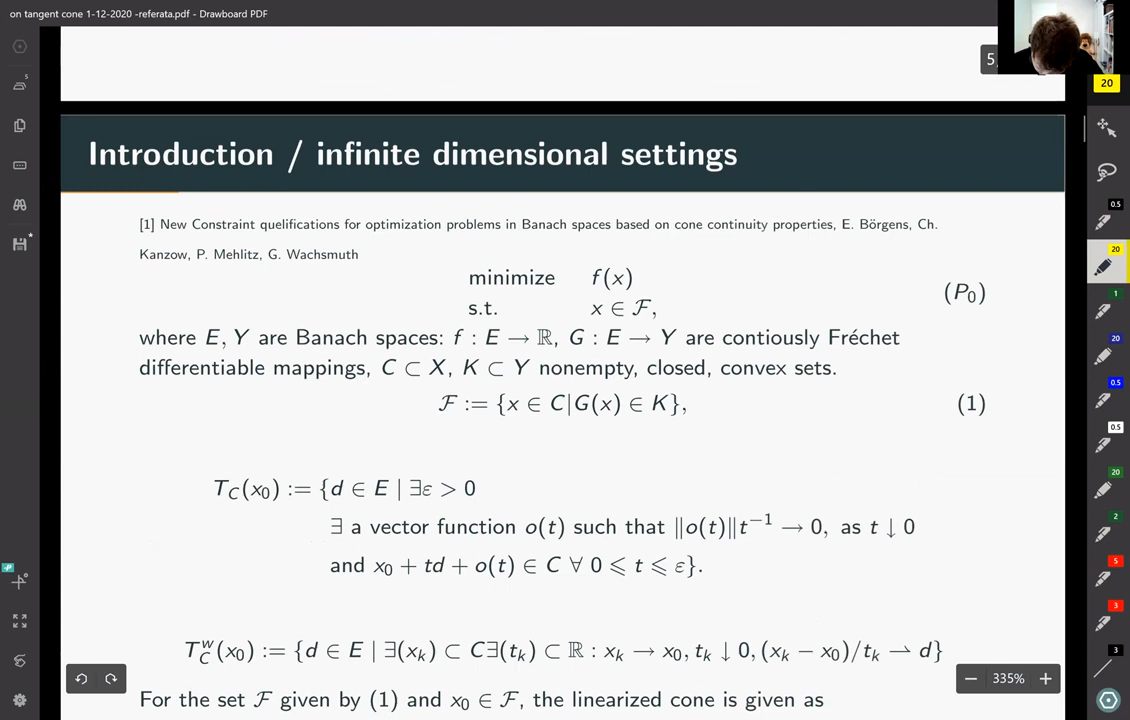 on tangent cone 1-12-2020 -referata.pdf - Drawboard PDF
5
20
Introduction / infinite dimensional settings
[1] New Constraint quelifications for optimization problems in Banach spaces based on cone continuity properties, E. Börgens, Ch.
Kanzow, P. Mehlitz, G. Wachsmuth
minimize f(x)
s.t. x ∈ ℱ, (P₀)
where E, Y are Banach spaces: f : E → ℝ, G : E → Y are contiously Fréchet
differentiable mappings, C ⊂ X, K ⊂ Y nonempty, closed, convex sets.
ℱ := {x ∈ C|G(x) ∈ K}, (1)
T_C(x₀) := {d ∈ E | ∃ε > 0
∃ a vector function o(t) such that ‖o(t)‖t⁻¹ → 0, as t ↓ 0
and x₀ + td + o(t) ∈ C ∀ 0 ⩽ t ⩽ ε}.
T_C^w(x₀) := {d ∈ E | ∃(x_k) ⊂ C∃(t_k) ⊂ ℝ : x_k → x₀, t_k ↓ 0, (x_k − x₀)/t_k ⇀ d}
For the set ℱ given by (1) and x₀ ∈ ℱ, the linearized cone is given as
335%
5
0.5
20
1
20
0.5
0.5
20
2
5
3
3